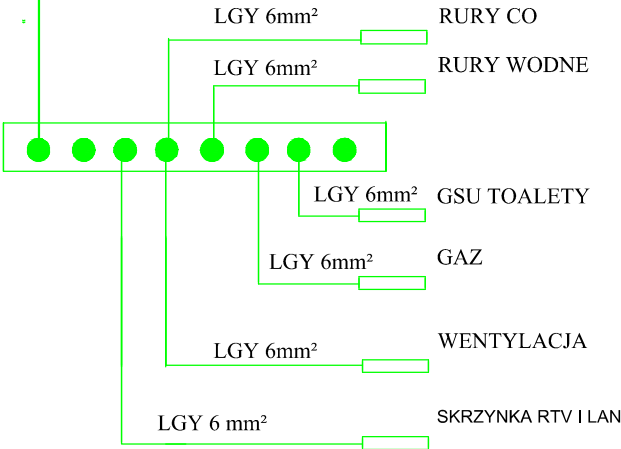 LGY 6mm² RURY CO
LGY 6mm² RURY WODNE
LGY 6mm² GSU TOALETY
LGY 6mm² GAZ
LGY 6mm² WENTYLACJA
LGY 6 mm² SKRZYNKA RTV I LAN